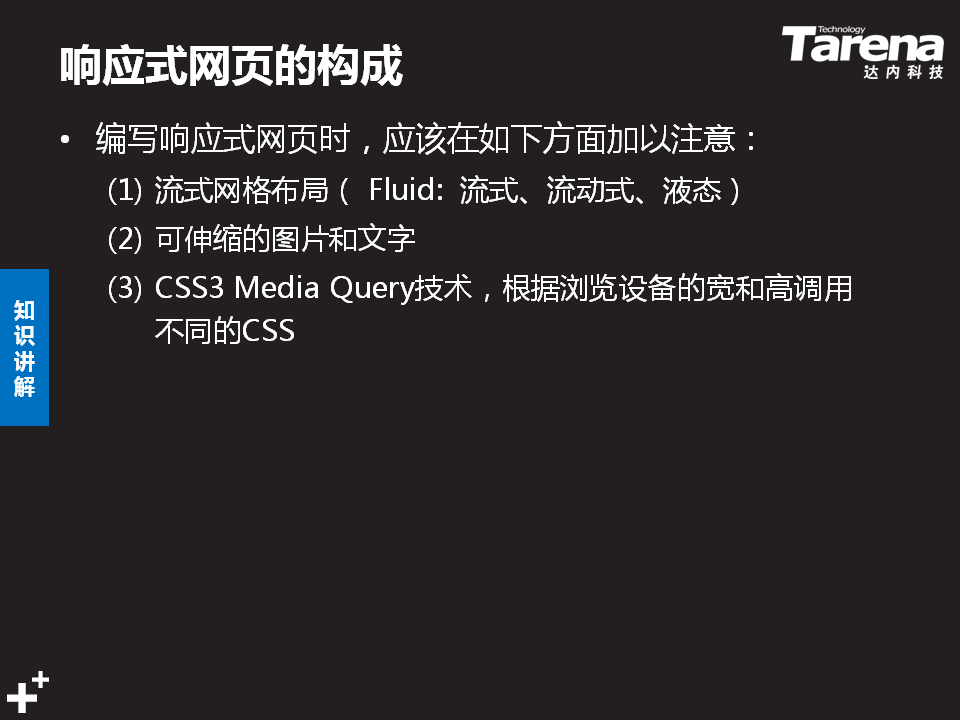 响应式网页的构成
Technology
Tarena
达内科技
• 编写响应式网页时，应该在如下方面加以注意：
(1) 流式网格布局（ Fluid: 流式、流动式、液态）
(2) 可伸缩的图片和文字
(3) CSS3 Media Query技术，根据浏览设备的宽和高调用
不同的CSS
知
识
讲
解